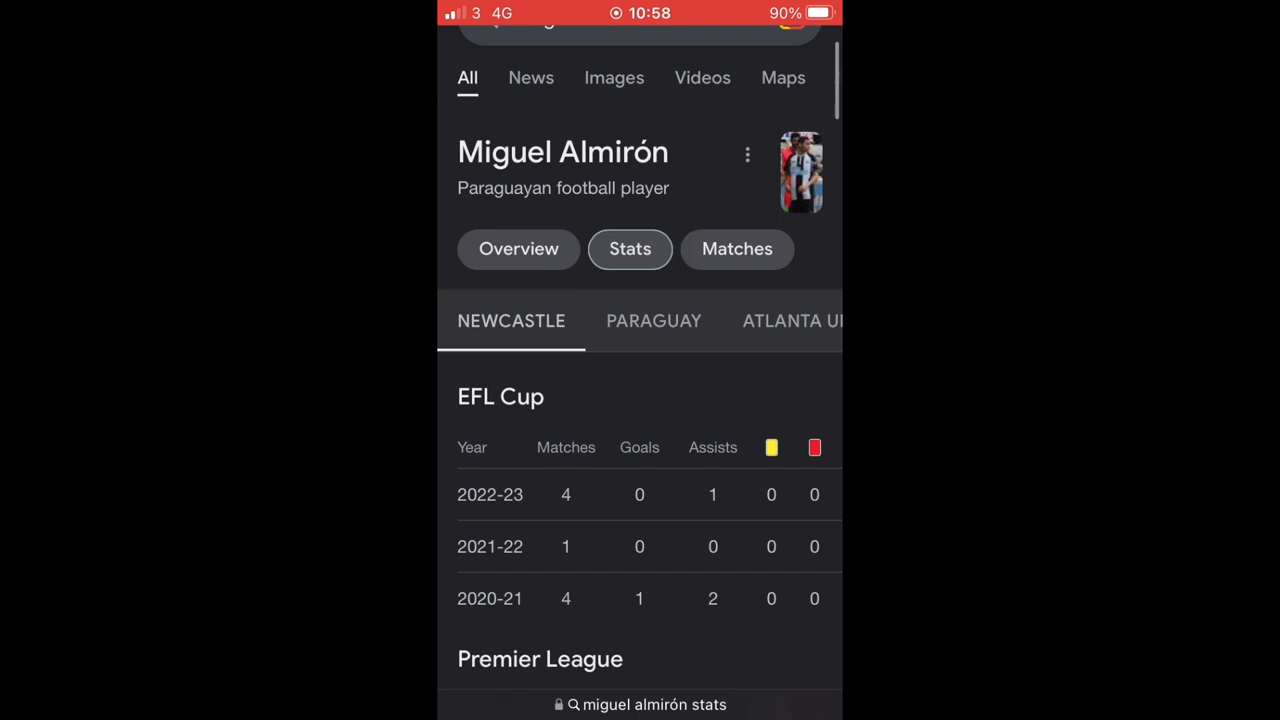 3 4G 10:58 90%
All News Images Videos Maps
Miguel Almirón
Paraguayan football player
Overview Stats Matches
NEWCASTLE PARAGUAY ATLANTA U
EFL Cup
Year Matches Goals Assists
2022-23 4 0 1 0 0
2021-22 1 0 0 0 0
2020-21 4 1 2 0 0
Premier League
miguel almirón stats